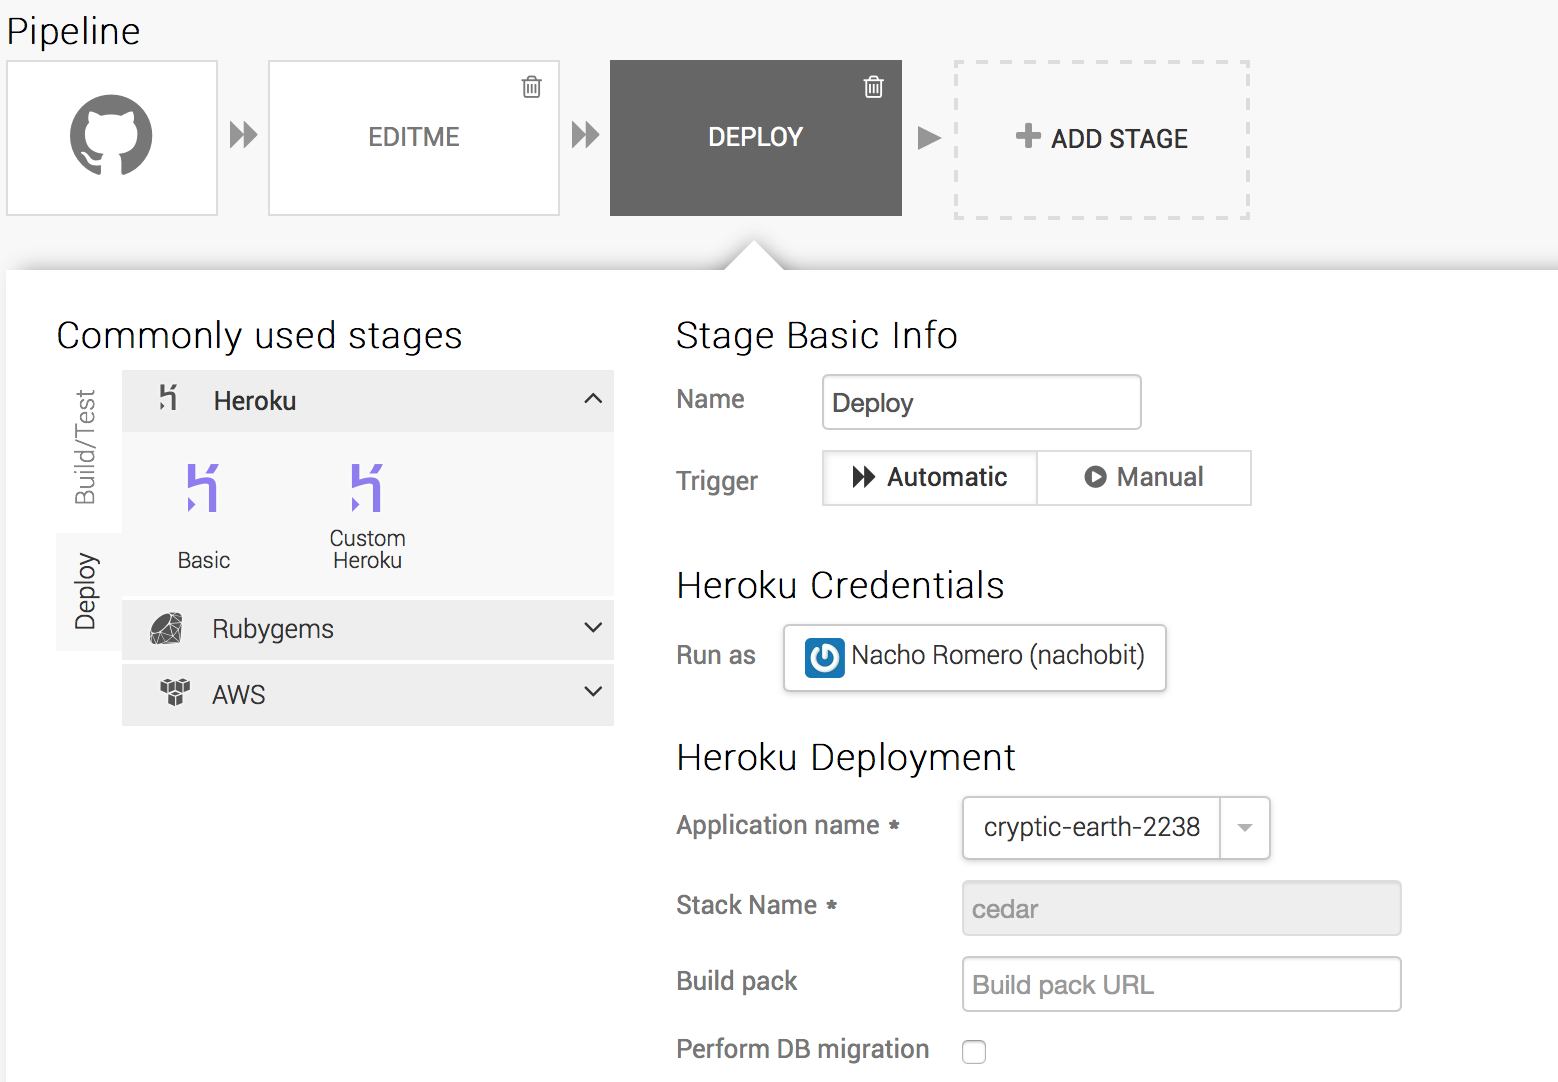 Pipeline
EDITME
DEPLOY
ADD STAGE
Commonly used stages
Build/Test
Deploy
Heroku
Basic
Custom
Heroku
Rubygems
AWS
Stage Basic Info
Name
Deploy
Trigger
Automatic
Manual
Heroku Credentials
Run as
Nacho Romero (nachobit)
Heroku Deployment
Application name *
cryptic-earth-2238
Stack Name *
cedar
Build pack
Build pack URL
Perform DB migration